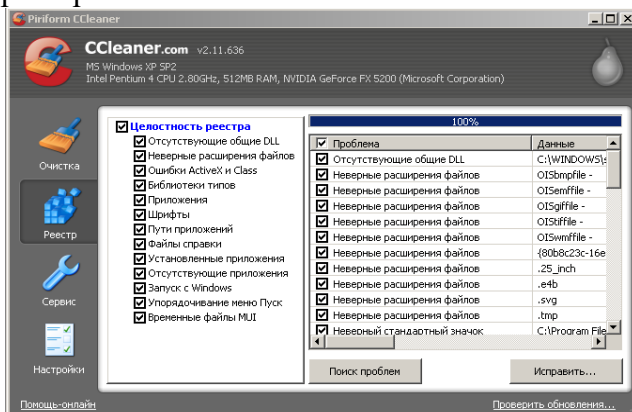 Piriform CCleaner
CCleaner.com v2.11.636
MS Windows XP SP2
Intel Pentium 4 CPU 2.80GHz, 512MB RAM, NVIDIA GeForce FX 5200 (Microsoft Corporation)
Очистка
Реестр
Сервис
Настройки
Целостность реестра
Отсутствующие общие DLL
Неверные расширения файлов
Ошибки ActiveX и Class
Библиотеки типов
Приложения
Шрифты
Пути приложений
Файлы справки
Установленные приложения
Отсутствующие приложения
Запуск с Windows
Упорядочивание меню Пуск
Временные файлы MUI
100%
Проблема Данные
Отсутствующие общие DLL C:\WINDOWS\s
Неверные расширения файлов OISbmpfile -
Неверные расширения файлов OISemffile -
Неверные расширения файлов OISgiffile -
Неверные расширения файлов OIStiffile -
Неверные расширения файлов OISwmffile -
Неверные расширения файлов {80b8c23c-16e
Неверные расширения файлов .25_inch
Неверные расширения файлов .e4b
Неверные расширения файлов .svg
Неверные расширения файлов .tmp
Неверный стандартный значок C:\Program File
Поиск проблем Исправить...
Помощь-онлайн Проверить обновления...